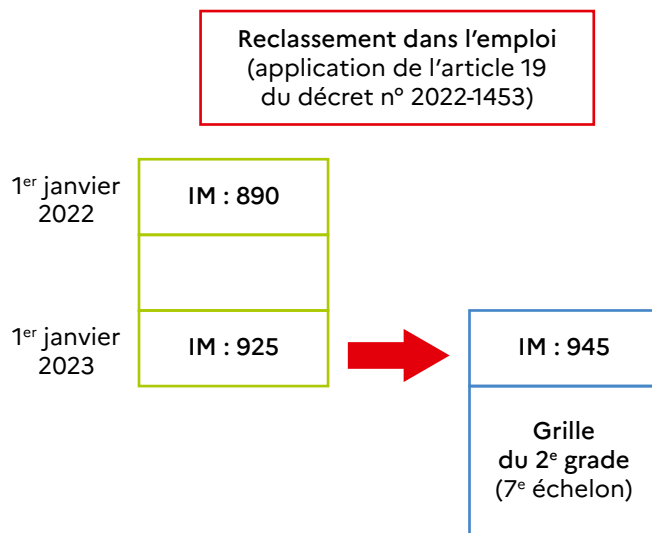 Reclassement dans l'emploi
(application de l'article 19
du décret n° 2022-1453)
1er janvier
2022
IM : 890
1er janvier
2023
IM : 925
IM : 945
Grille
du 2e grade
(7e échelon)